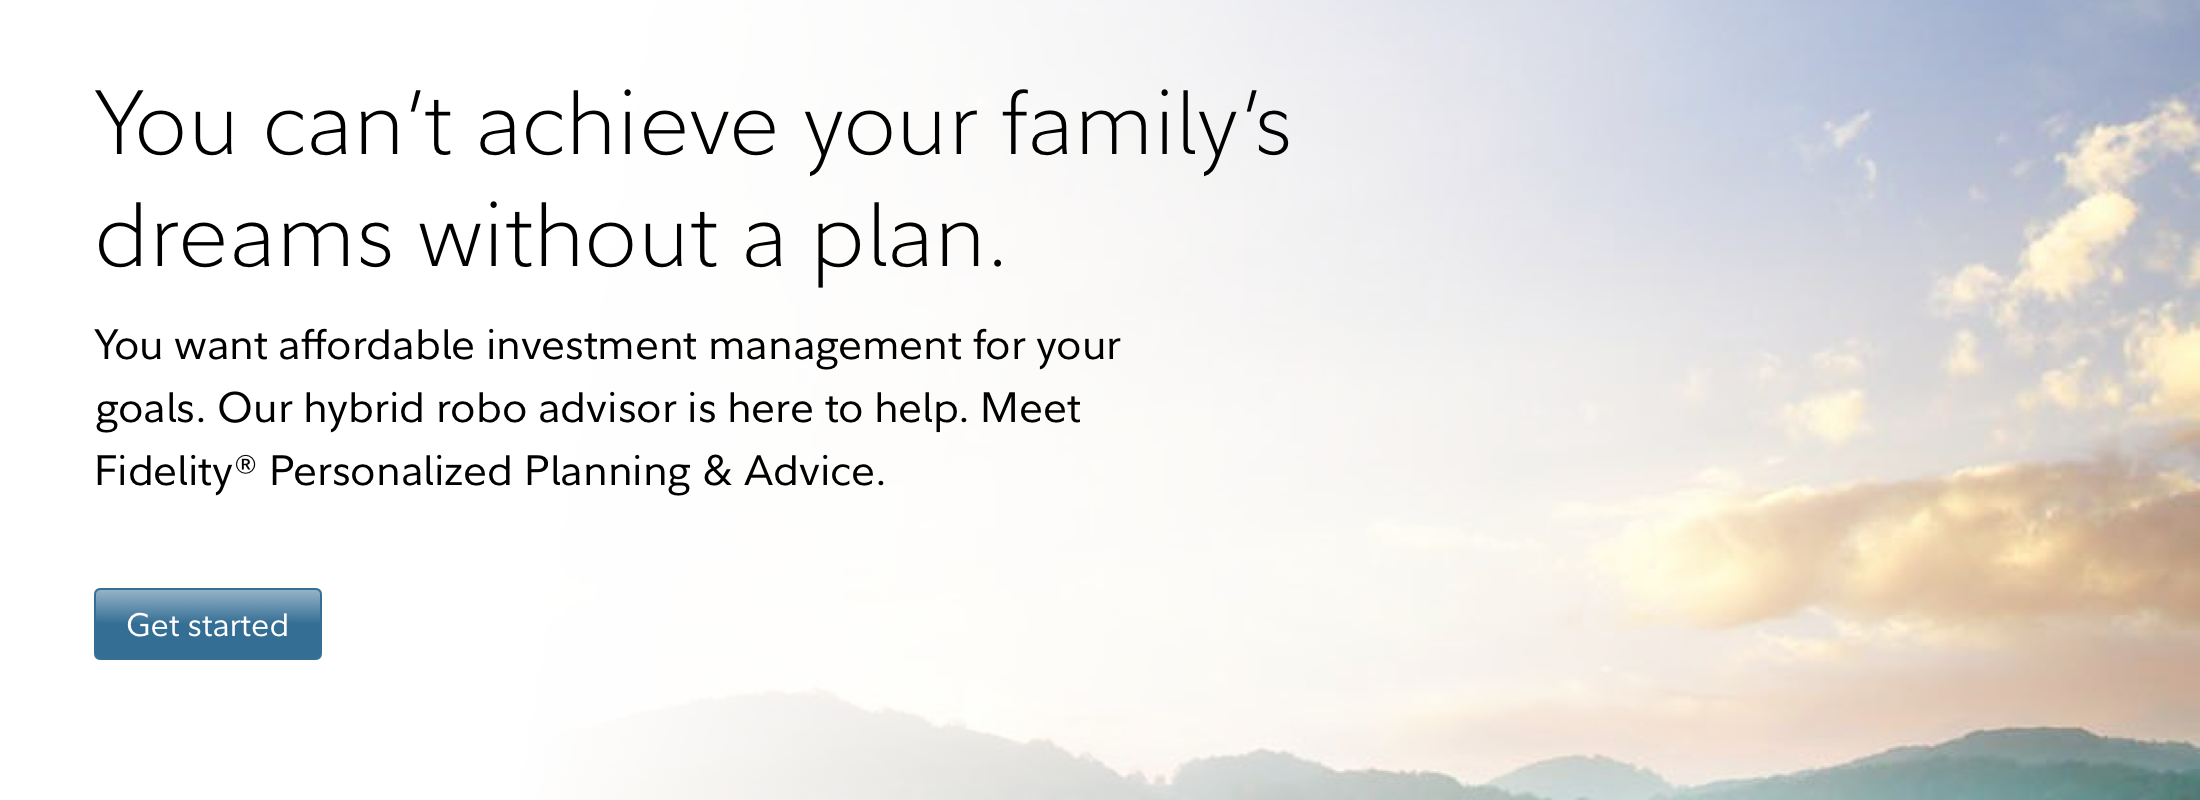 You can’t achieve your family’s
dreams without a plan.
You want affordable investment management for your
goals. Our hybrid robo advisor is here to help. Meet
Fidelity® Personalized Planning & Advice.
Get started